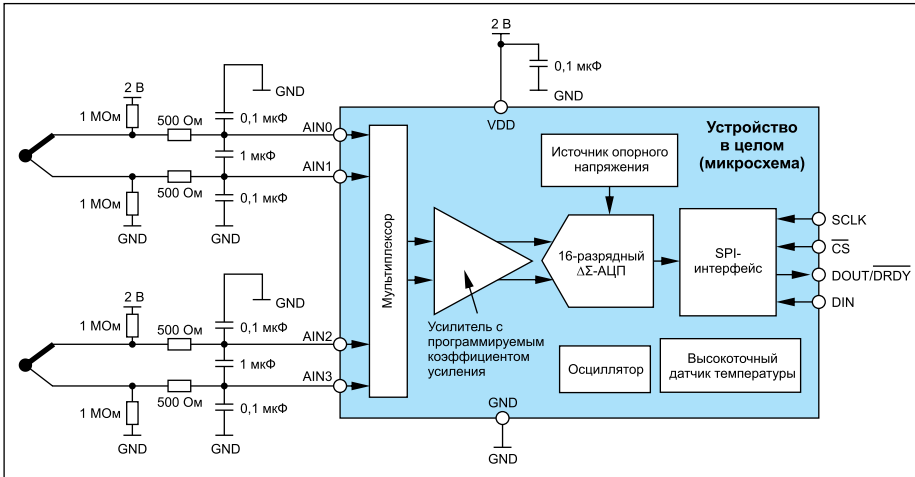 2 В
0,1 мкФ
GND
VDD
Устройство
в целом
(микросхема)
GND
2 В
1 МОм
500 Ом
0,1 мкФ
AIN0
1 мкФ
AIN1
500 Ом
1 МОм
0,1 мкФ
GND
GND
GND
2 В
1 МОм
500 Ом
0,1 мкФ
AIN2
1 мкФ
AIN3
500 Ом
1 МОм
0,1 мкФ
GND
GND
Мультиплексор
Усилитель с
программируемым
коэффициентом
усиления
Источник опорного
напряжения
16-разрядный
ΔΣ-АЦП
SPI-
интерфейс
SCLK
C̅S̅
DOUT/D̅R̅D̅Y̅
DIN
Осциллятор
Высокоточный
датчик температуры
GND
GND